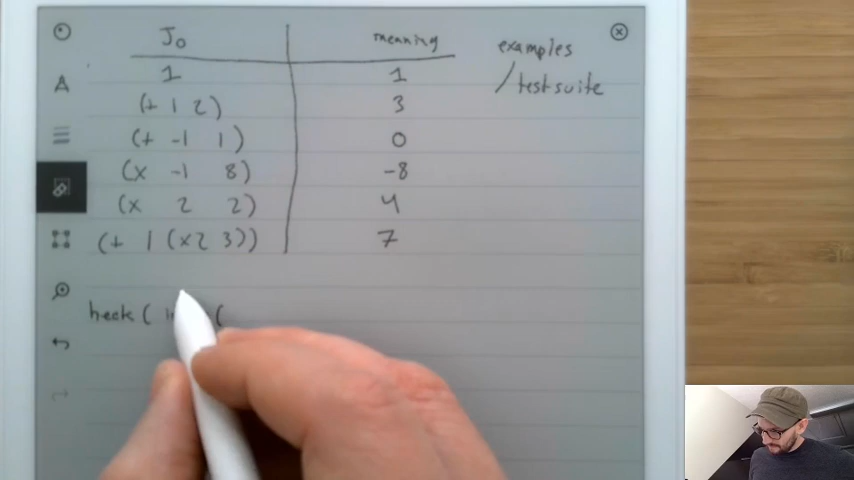 J0 meaning
examples
/test suite
1 1
(+ 1 2) 3
(+ -1 1) 0
(x -1 8) -8
(x 2 2) 4
(+ 1 (x 2 3)) 7
heck ( (